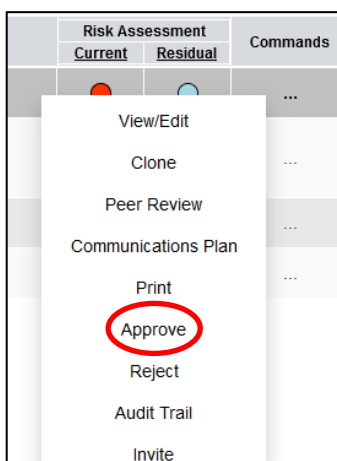 Risk Assessment
Current Residual
Commands
...
View/Edit
Clone
...
Peer Review
...
Communications Plan
...
Print
Approve
Reject
Audit Trail
Invite